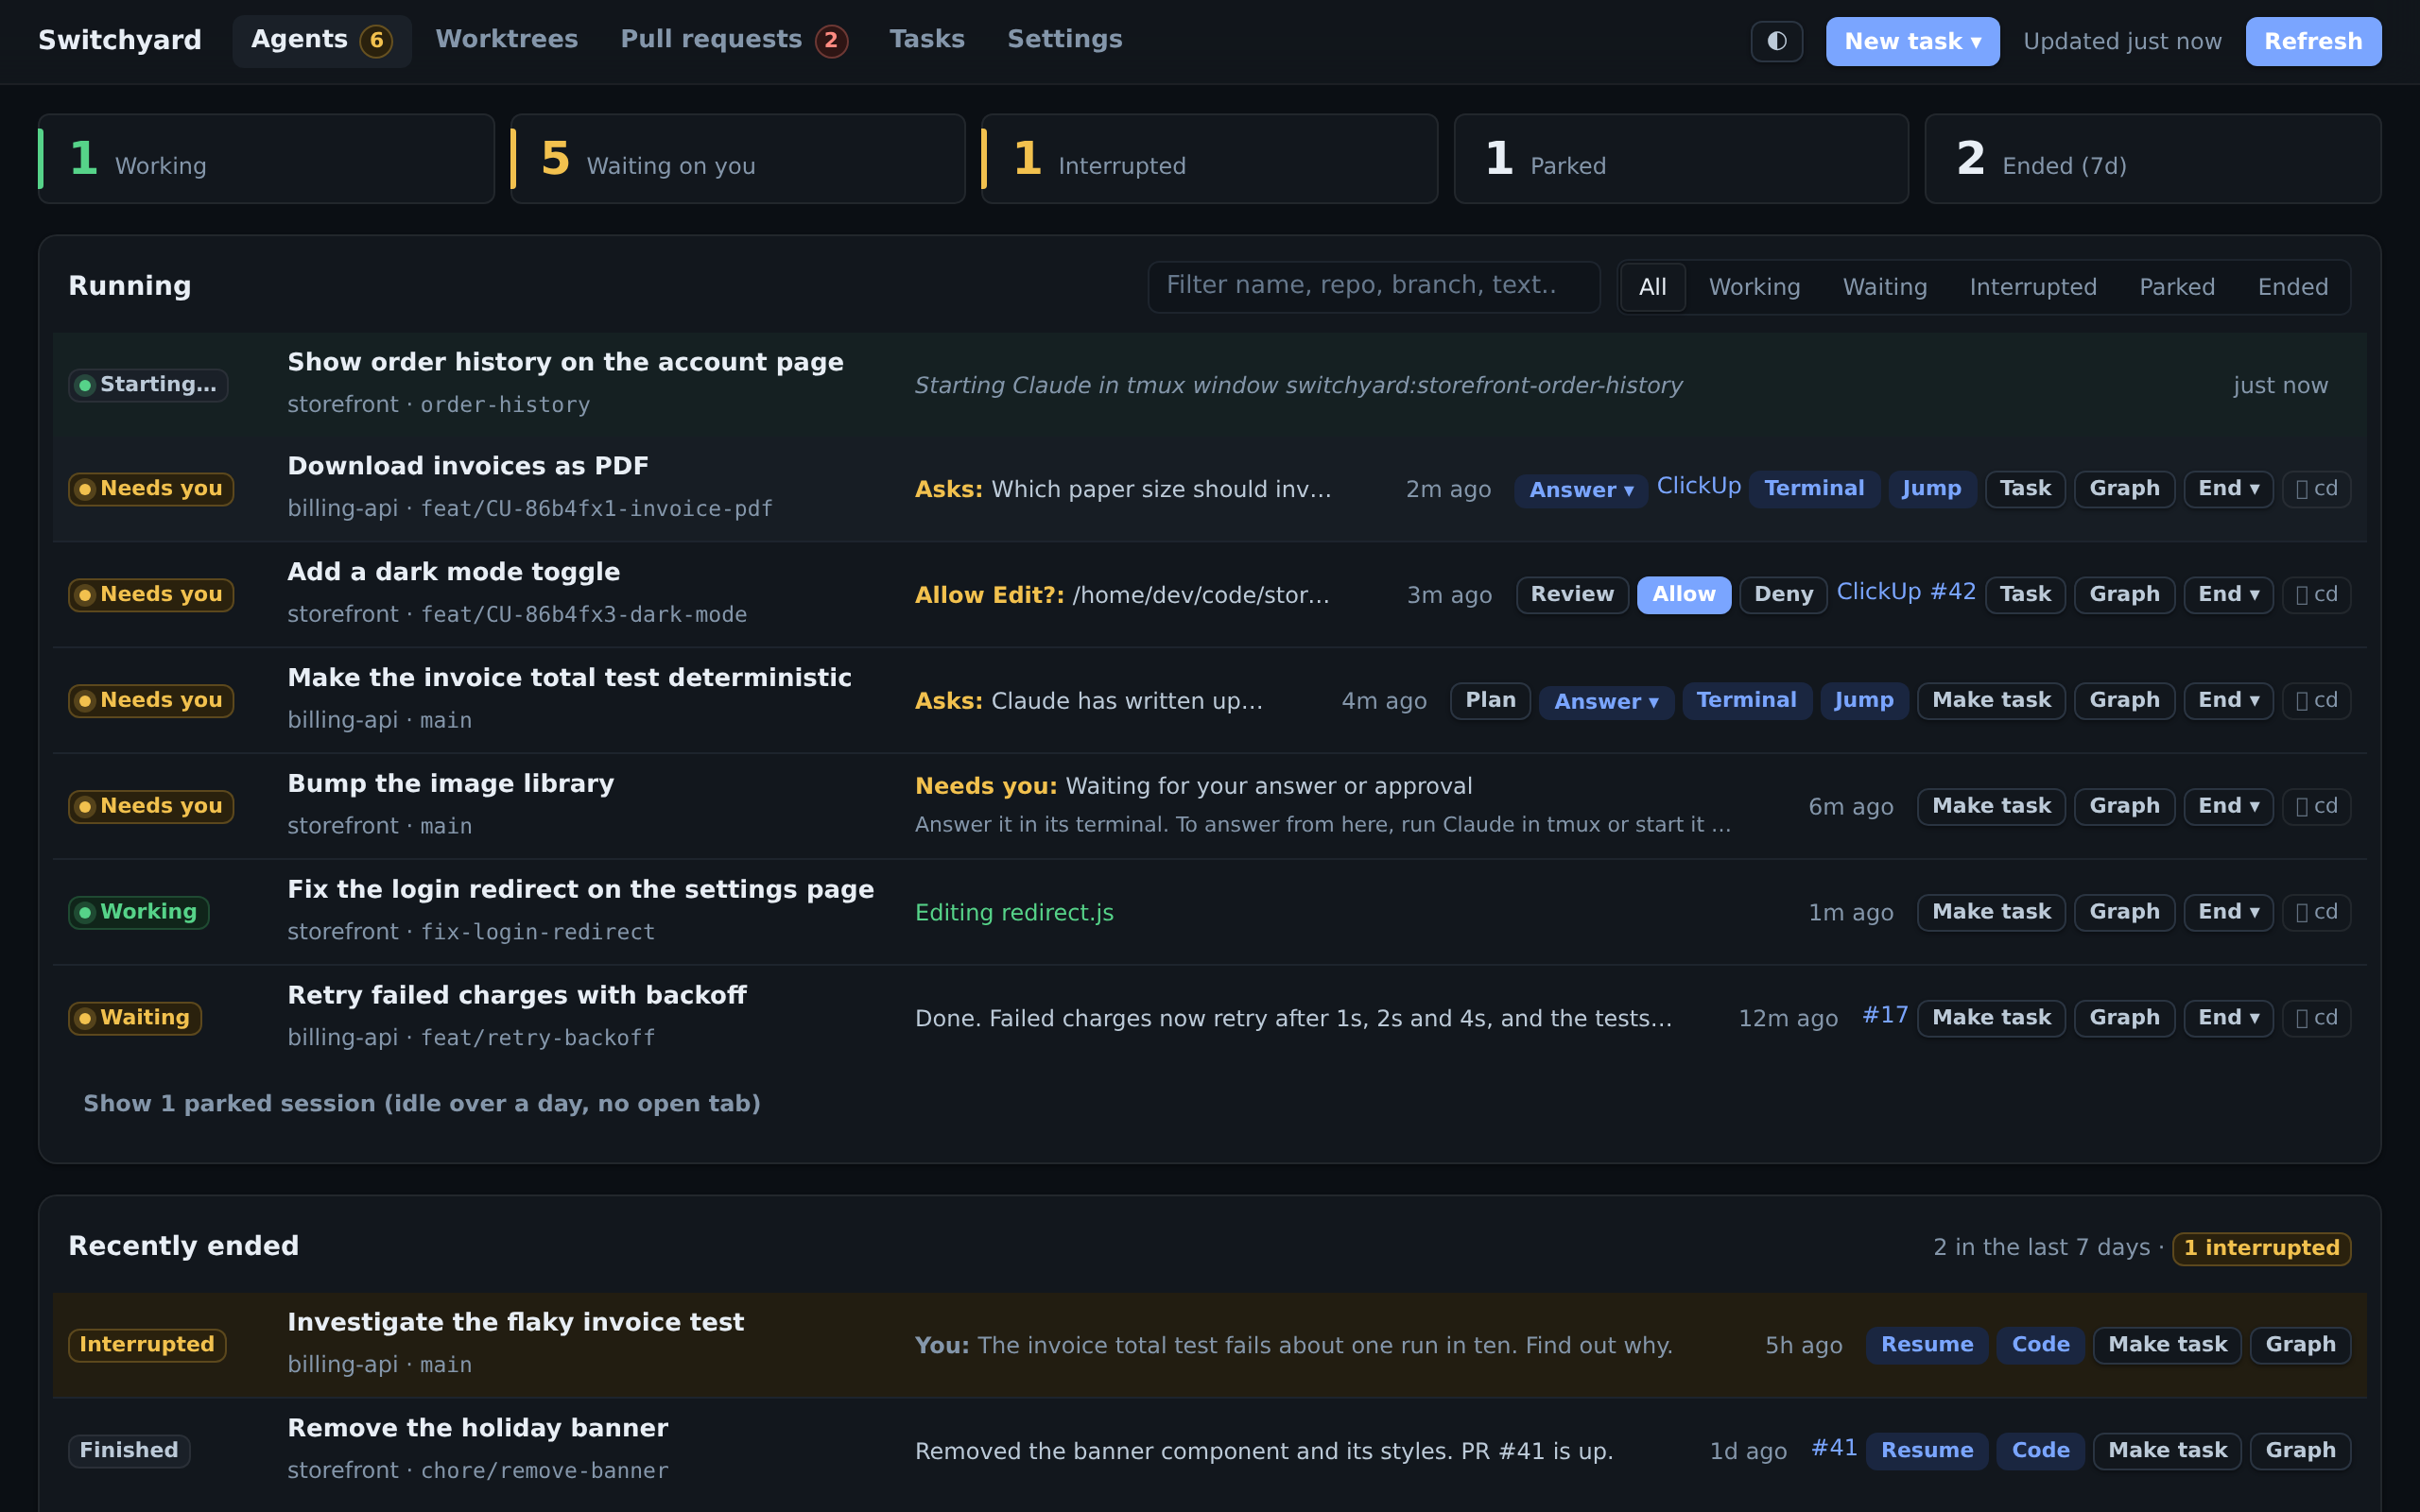 Switchyard Agents 6 Worktrees Pull requests 2 Tasks Settings ◐ New task ▾ Updated just now Refresh
1 Working 5 Waiting on you 1 Interrupted 1 Parked 2 Ended (7d)
Running Filter name, repo, branch, text.. All Working Waiting Interrupted Parked Ended
Show order history on the account page
Starting… Starting Claude in tmux window switchyard:storefront-order-history just now
storefront · order-history
Download invoices as PDF
Needs you Asks: Which paper size should inv… 2m ago Answer ▾ ClickUp Terminal Jump Task Graph End ▾ cd
billing-api · feat/CU-86b4fx1-invoice-pdf
Add a dark mode toggle
Needs you Allow Edit?: /home/dev/code/stor… 3m ago Review Allow Deny ClickUp #42 Task Graph End ▾ cd
storefront · feat/CU-86b4fx3-dark-mode
Make the invoice total test deterministic
Needs you Asks: Claude has written up… 4m ago Plan Answer ▾ Terminal Jump Make task Graph End ▾ cd
billing-api · main
Bump the image library
Needs you Needs you: Waiting for your answer or approval 6m ago Make task Graph End ▾ cd
storefront · main Answer it in its terminal. To answer from here, run Claude in tmux or start it …
Fix the login redirect on the settings page
Working Editing redirect.js 1m ago Make task Graph End ▾ cd
storefront · fix-login-redirect
Retry failed charges with backoff
Waiting Done. Failed charges now retry after 1s, 2s and 4s, and the tests… 12m ago #17 Make task Graph End ▾ cd
billing-api · feat/retry-backoff
Show 1 parked session (idle over a day, no open tab)
Recently ended 2 in the last 7 days · 1 interrupted
Investigate the flaky invoice test
Interrupted You: The invoice total test fails about one run in ten. Find out why. 5h ago Resume Code Make task Graph
billing-api · main
Remove the holiday banner
Finished Removed the banner component and its styles. PR #41 is up. 1d ago #41 Resume Code Make task Graph
storefront · chore/remove-banner